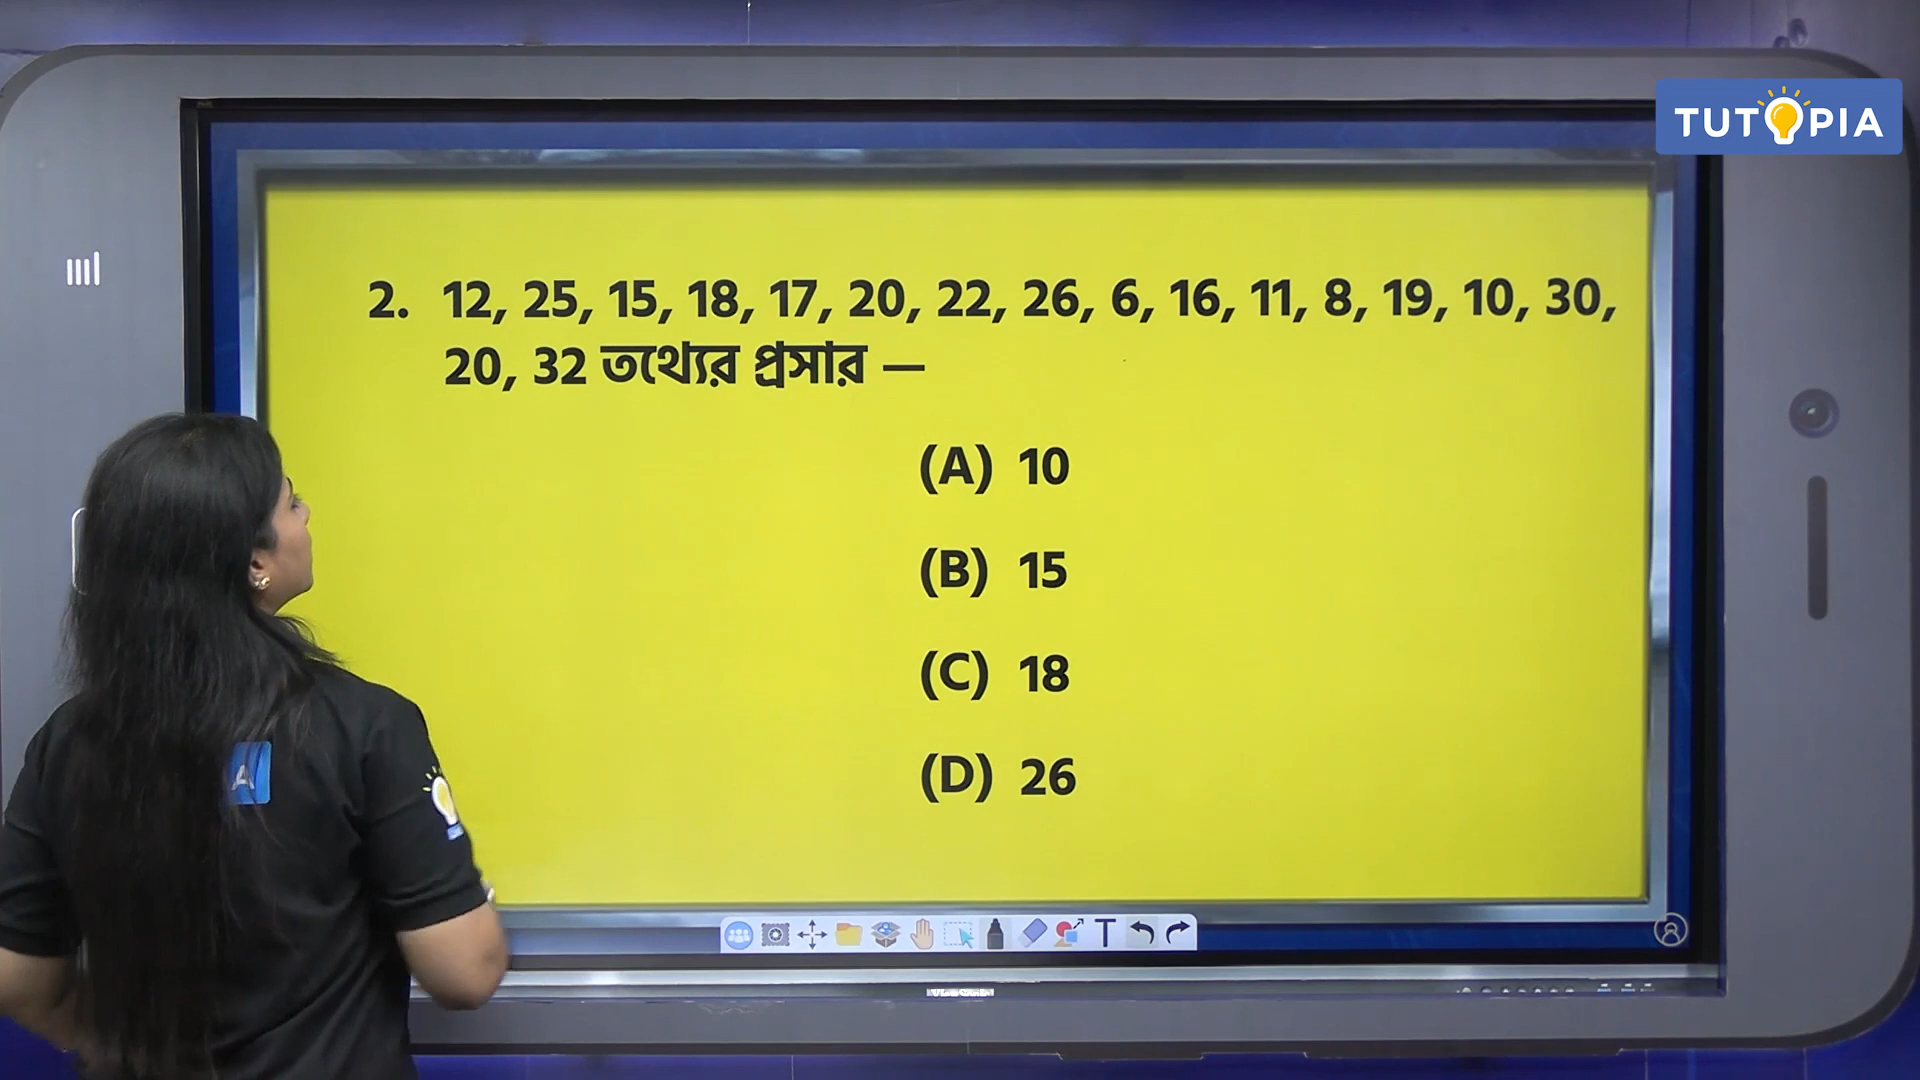 TUTOPIA
2. 12, 25, 15, 18, 17, 20, 22, 26, 6, 16, 11, 8, 19, 10, 30,
20, 32 তথ্যের প্রসার —
(A) 10
(B) 15
(C) 18
(D) 26
A
T